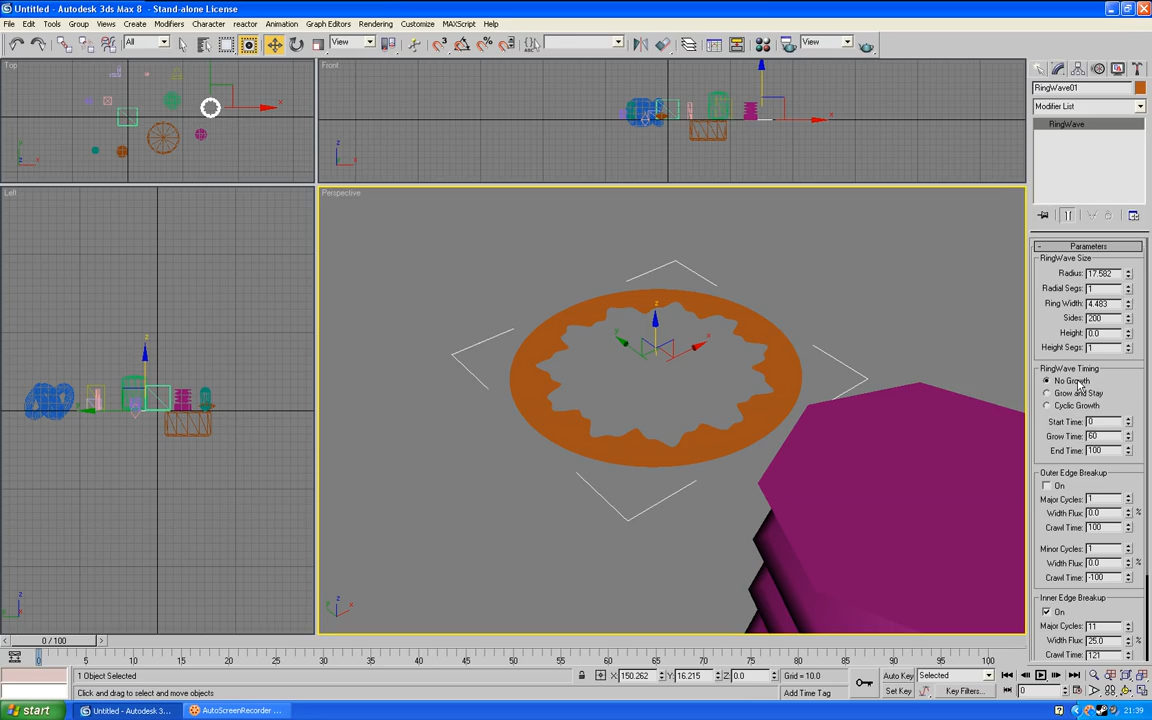 Untitled - Autodesk 3ds Max 8 - Stand-alone License
File Edit Tools Group Views Create Modifiers Character reactor Animation Graph Editors Rendering Customize MAXScript Help
All View View
Top
Front
Left
Perspective
x
z
y
RingWave01
Modifier List
RingWave
- Parameters
RingWave Size
Radius: 17.582
Radial Segs: 1
Ring Width: 4.483
Sides: 200
Height: 0.0
Height Segs: 1
RingWave Timing
No Growth
Grow and Stay
Cyclic Growth
Start Time: 0
Grow Time: 60
End Time: 100
Outer Edge Breakup
On
Major Cycles: 1
Width Flux: 0.0 %
Crawl Time: 100
Minor Cycles: 1
Width Flux: 0.0 %
Crawl Time: -100
Inner Edge Breakup
On
Major Cycles: 11
Width Flux: 25.0 %
Crawl Time: 121
0 / 100
0 5 10 15 20 25 30 35 40 45 50 55 60 65 70 75 80 85 90 95 100
1 Object Selected X: 150.262 Y: 16.215 Z: 0.0 Grid = 10.0 Auto Key Selected
Click and drag to select and move objects Add Time Tag Set Key Key Filters... 0
start Untitled - Autodesk 3... AutoScreenRecorder ... 21:39